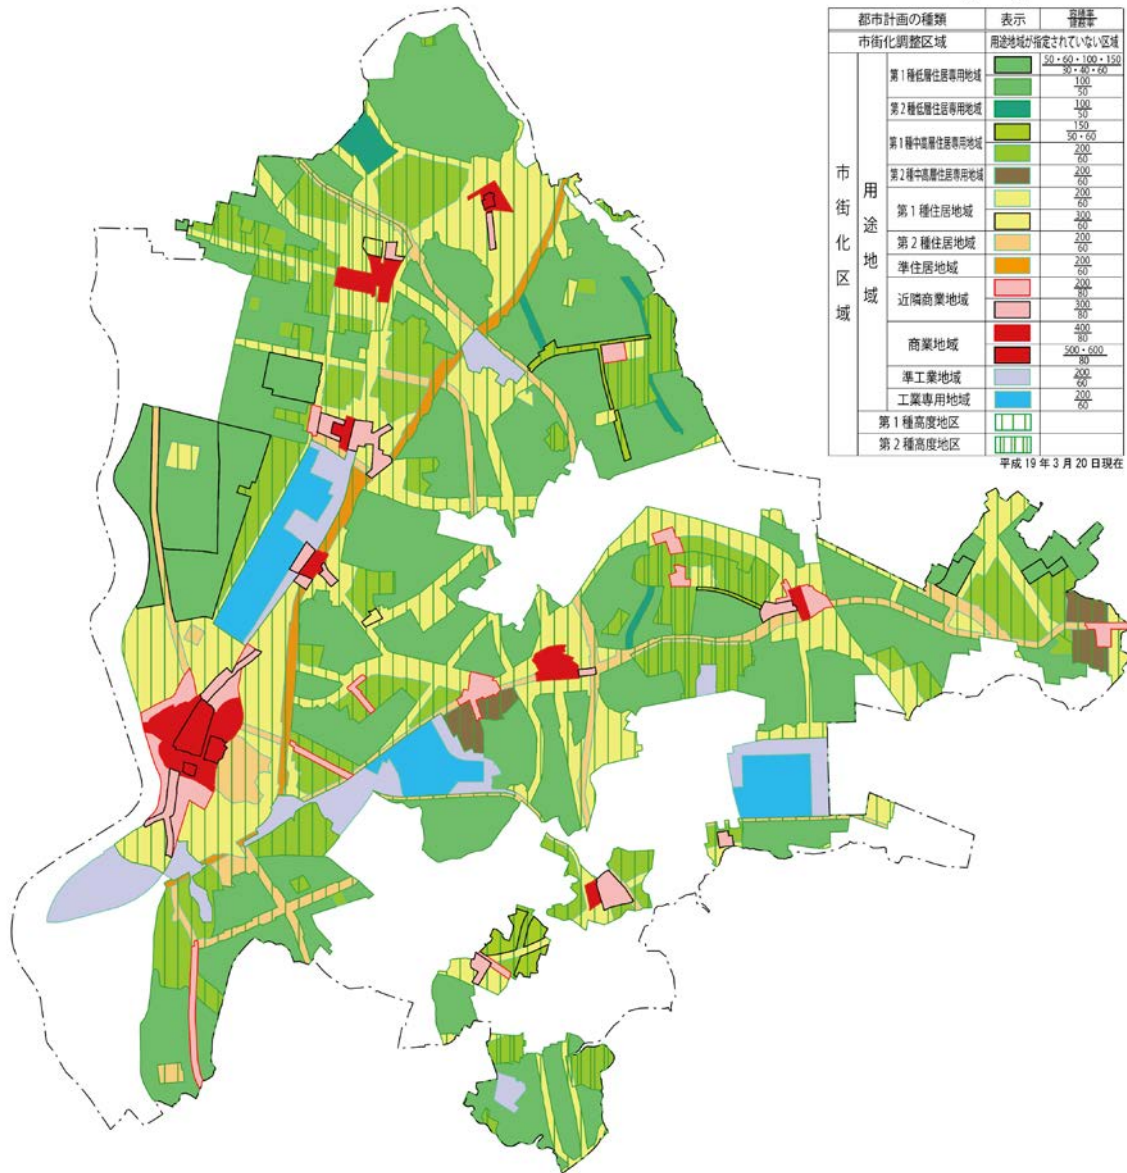 都市計画の種類 表示 容積率 建蔽率
市街化調整区域 用途地域が指定されていない区域
市街化区域
用途地域
第1種低層住居専用地域 50・60・100・150 30・40・60
100 50
第2種低層住居専用地域 100 50
第1種中高層住居専用地域 150 50・60
200 60
第2種中高層住居専用地域 200 60
第1種住居地域 200 60
300 60
第2種住居地域 200 60
準住居地域 200 60
近隣商業地域 200 80
300 80
商業地域 400 80
500・600 80
準工業地域 200 60
工業専用地域 200 60
第1種高度地区
第2種高度地区
平成19年3月20日現在